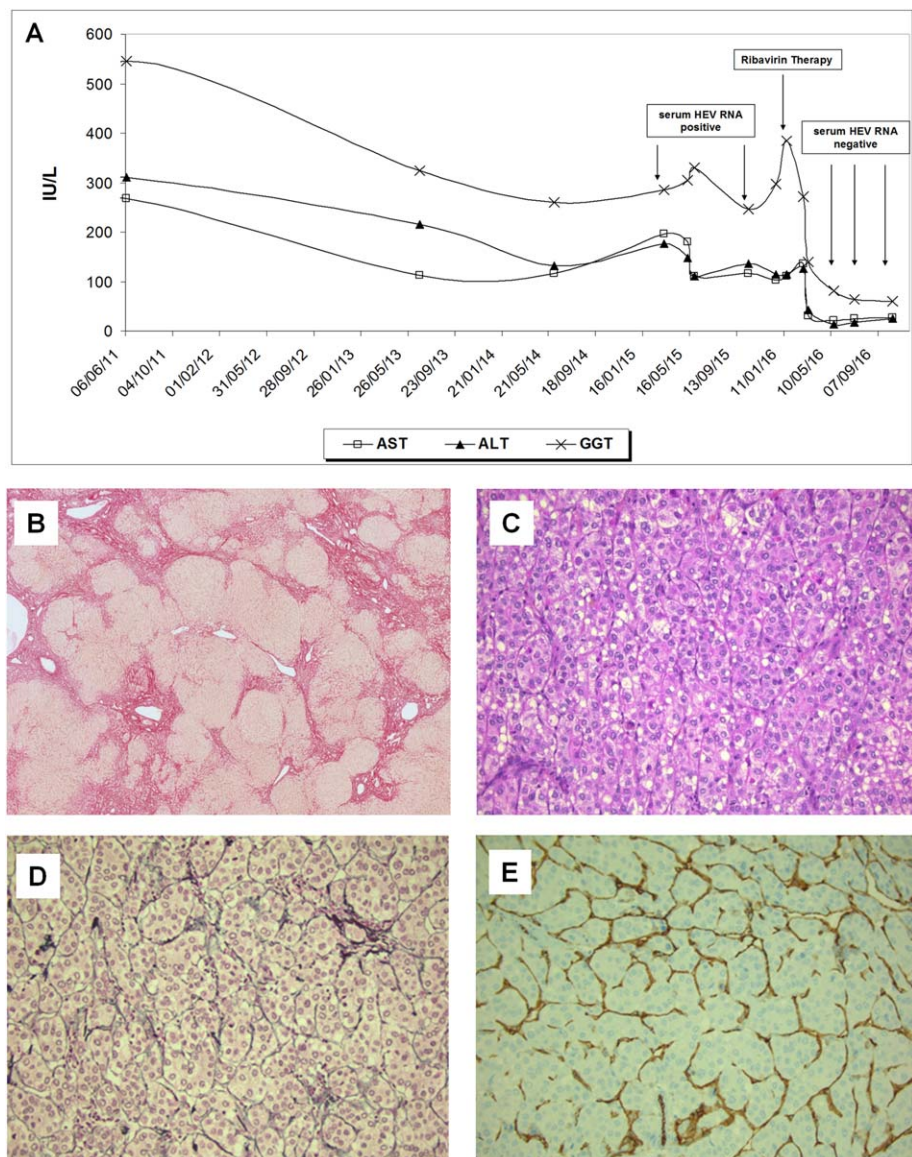 A
IU/L
600
500
400
300
200
100
0
Ribavirin Therapy
serum HEV RNA
positive
serum HEV RNA
negative
06/06/11
04/10/11
01/02/12
31/05/12
28/09/12
26/01/13
26/05/13
23/09/13
21/01/14
21/05/14
18/09/14
16/01/15
16/05/15
13/09/15
11/01/16
10/05/16
07/09/16
AST ALT GGT
B
C
D
E